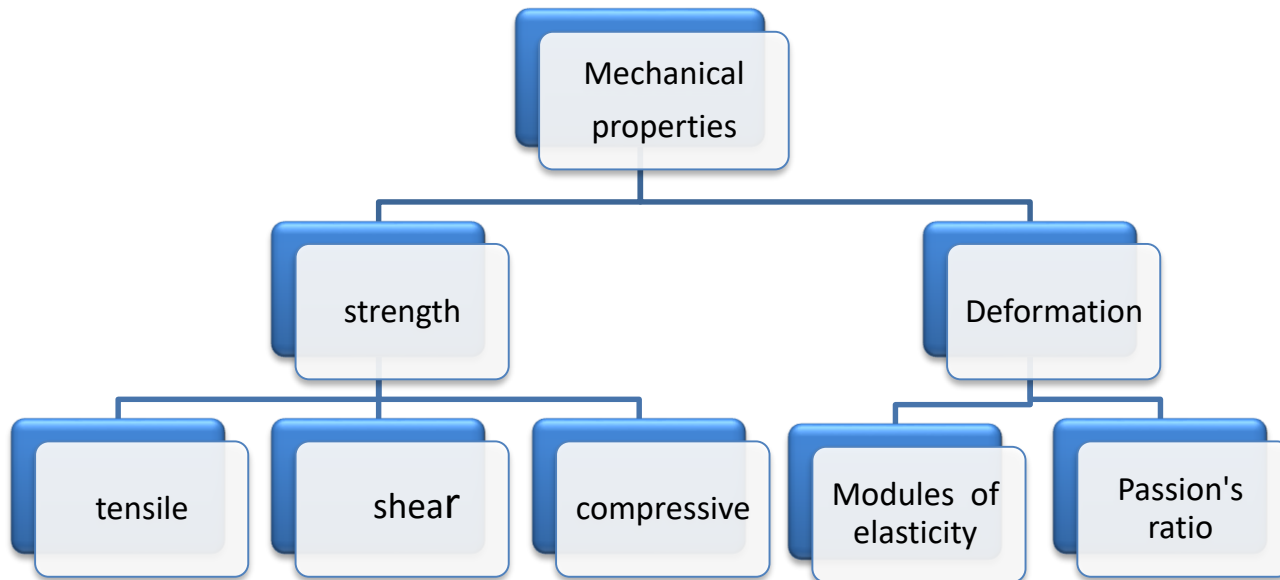 Mechanical
properties
strength
Deformation
tensile
shear
compressive
Modules of
elasticity
Passion's
ratio